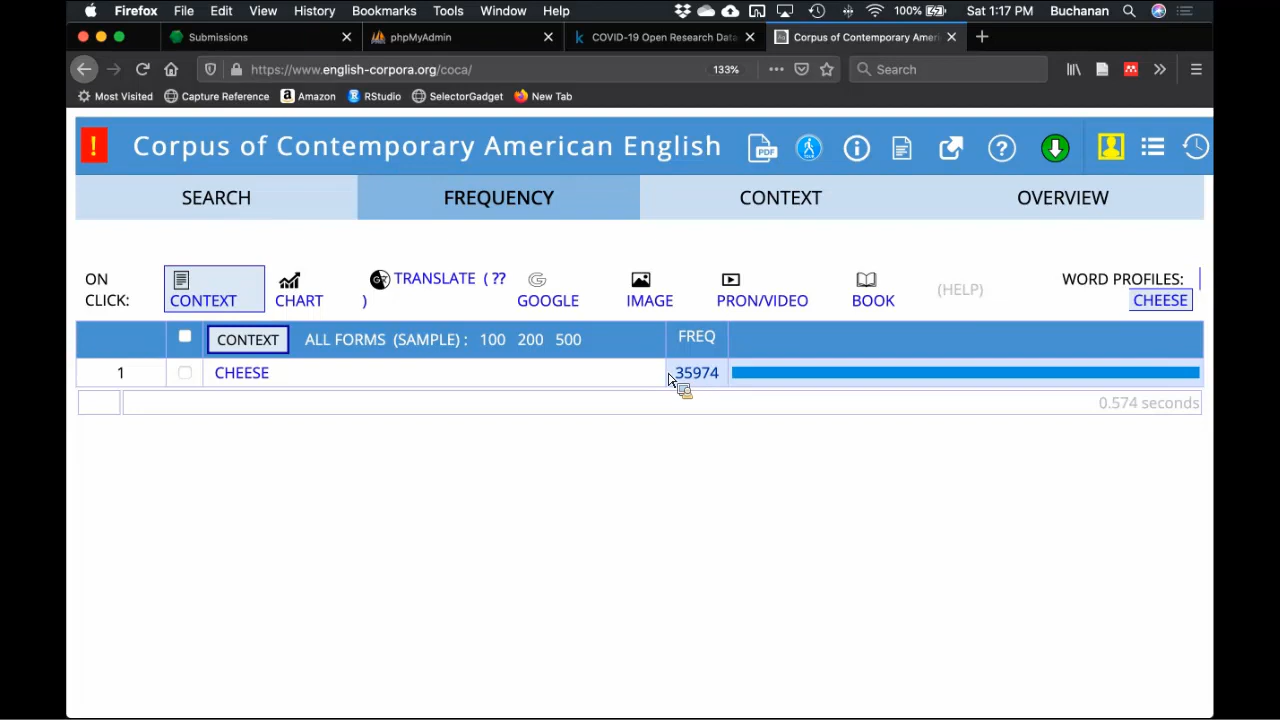 Firefox File Edit View History Bookmarks Tools Window Help 100% Sat 1:17 PM Buchanan
Submissions phpMyAdmin COVID-19 Open Research Data Corpus of Contemporary Ameri
https://www.english-corpora.org/coca/ 133% Search
Most Visited Capture Reference Amazon RStudio SelectorGadget New Tab
! Corpus of Contemporary American English PDF
SEARCH FREQUENCY CONTEXT OVERVIEW
ON CLICK: CONTEXT CHART TRANSLATE ( ?? ) GOOGLE IMAGE PRON/VIDEO BOOK (HELP) WORD PROFILES: CHEESE
CONTEXT ALL FORMS (SAMPLE) : 100 200 500 FREQ
1 CHEESE 35974
0.574 seconds